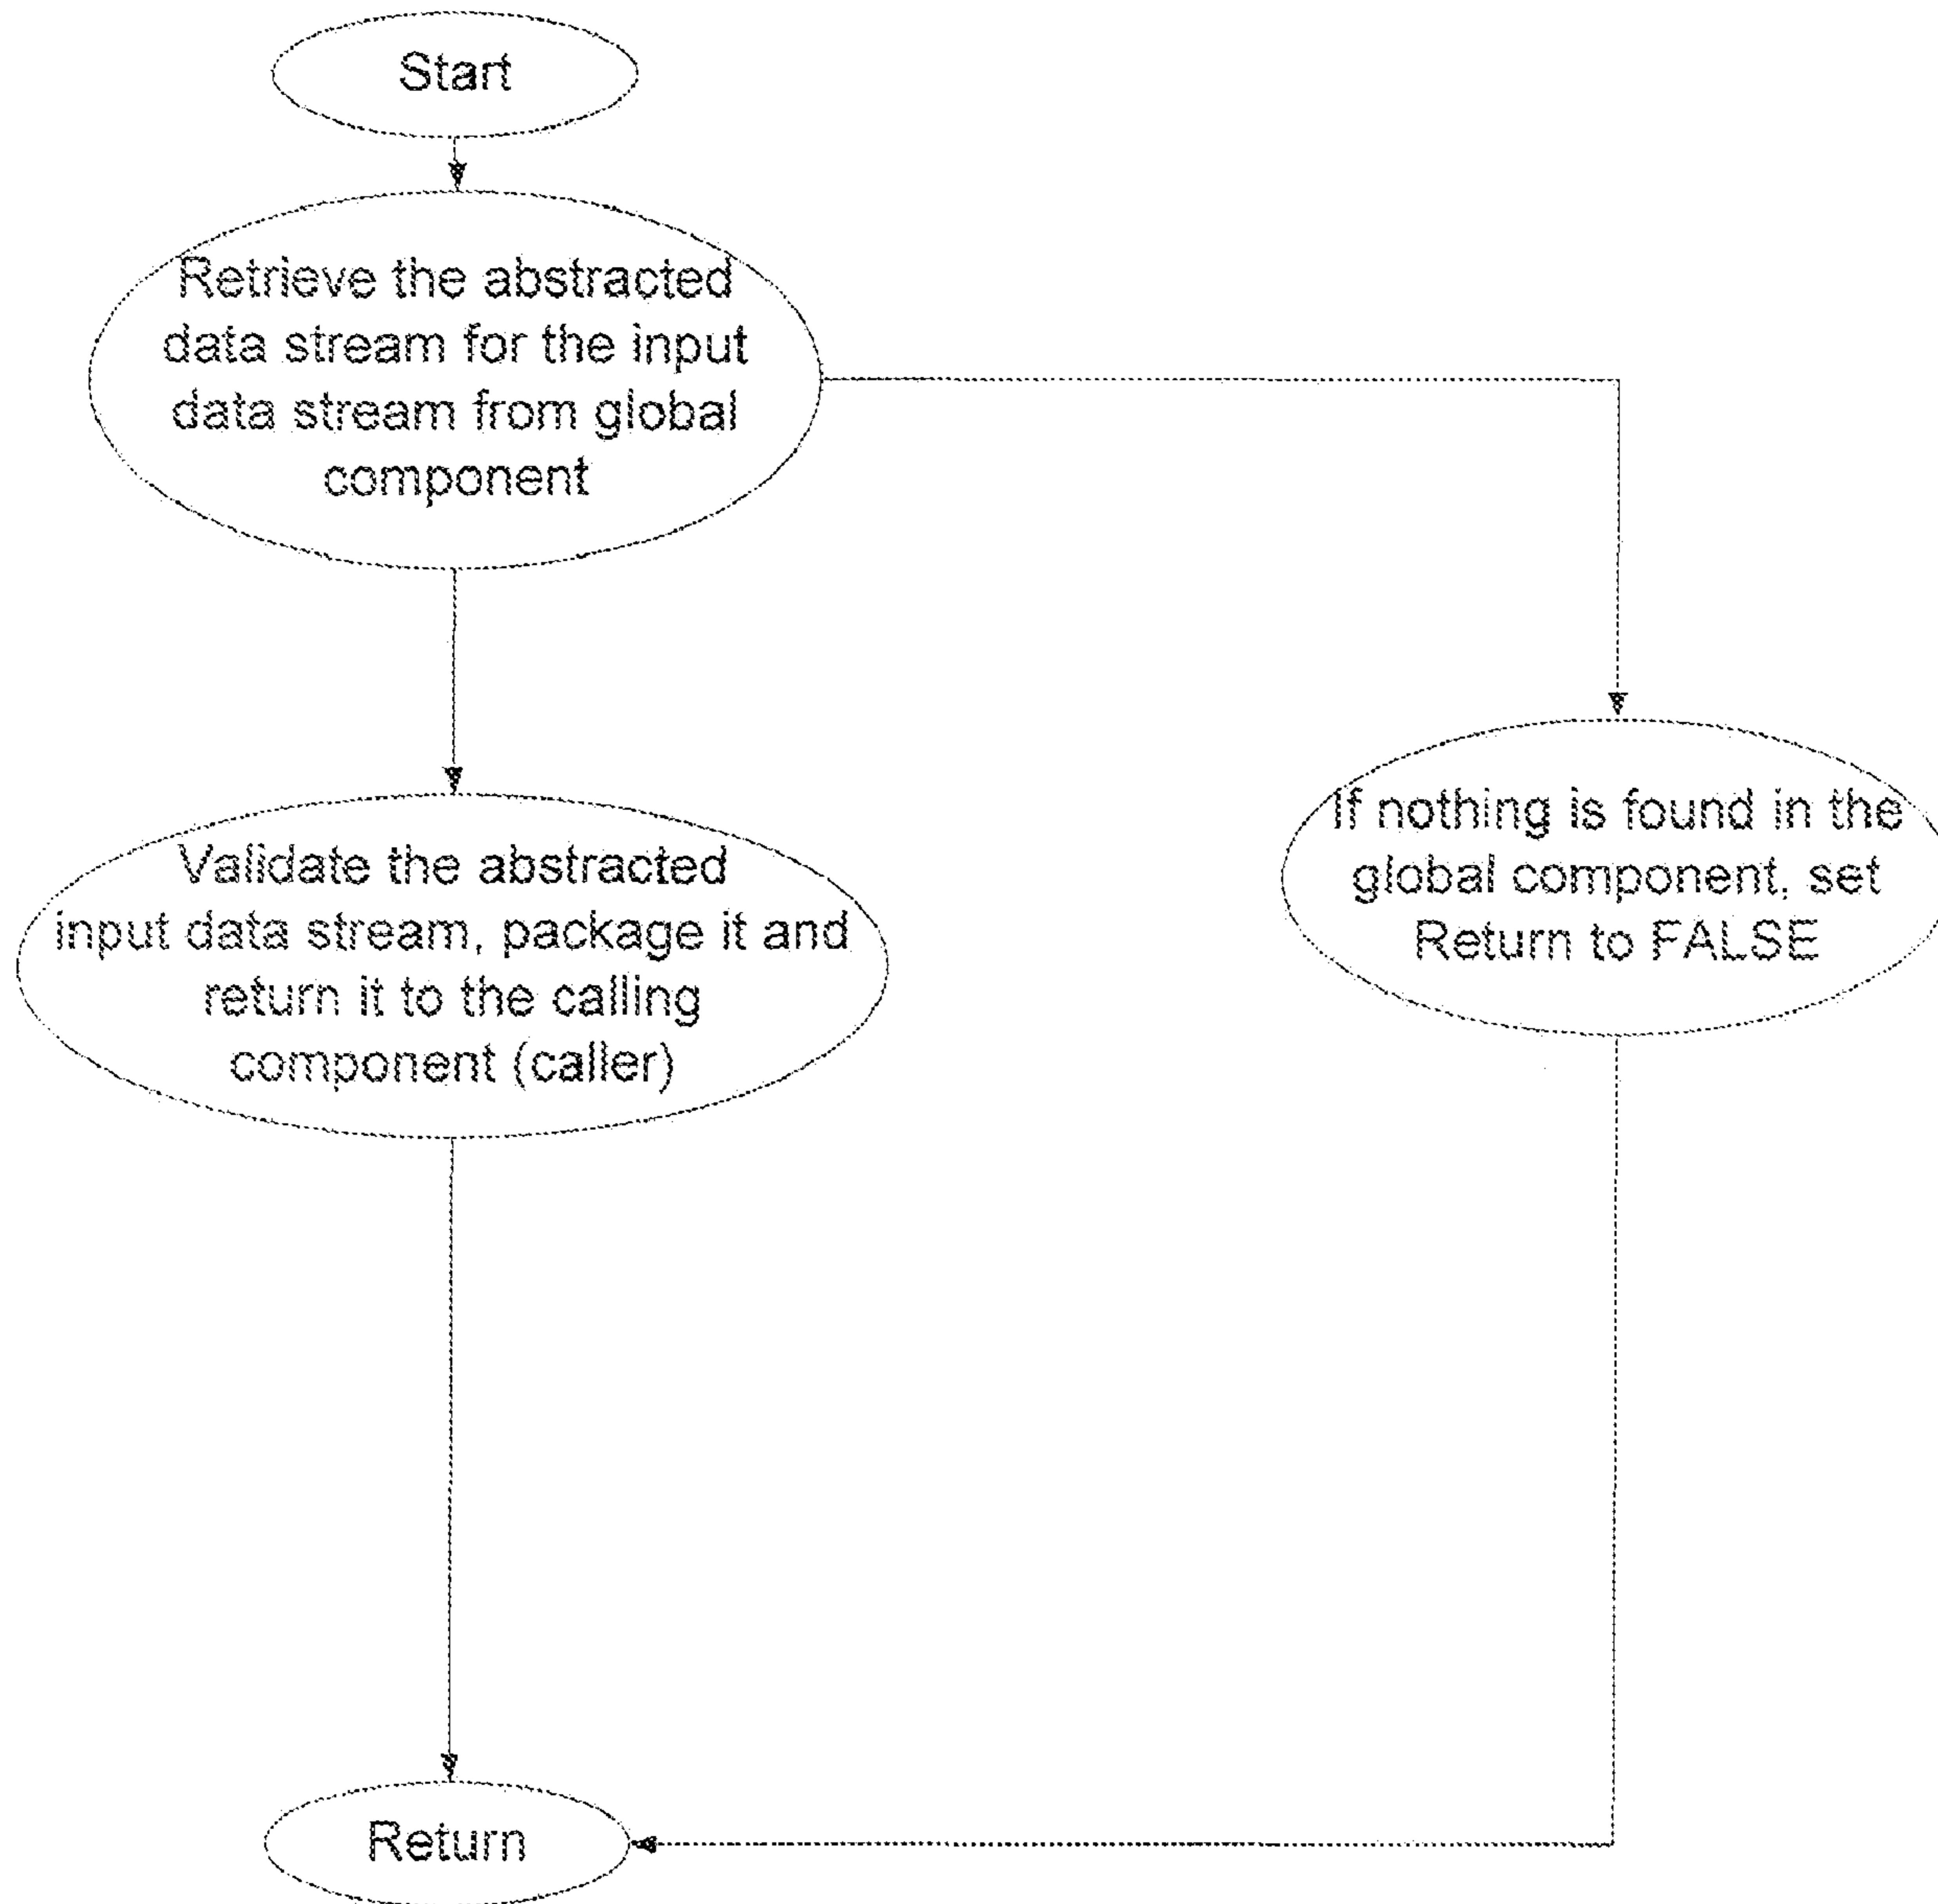 Start
Retrieve the abstracted
data stream for the input
data stream from global
component
If nothing is found in the
global component, set
Return to FALSE
Validate the abstracted
input data stream, package it and
return it to the calling
component (caller)
Return